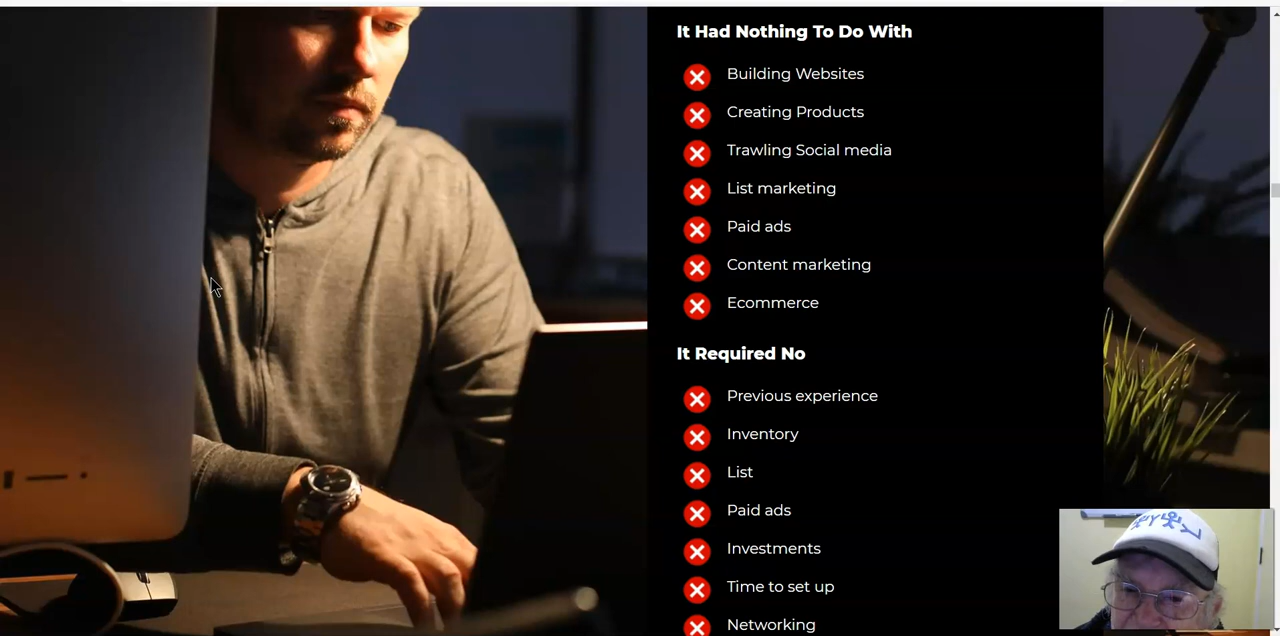 It Had Nothing To Do With
Building Websites
Creating Products
Trawling Social media
List marketing
Paid ads
Content marketing
Ecommerce
It Required No
Previous experience
Inventory
List
Paid ads
Investments
Time to set up
Networking